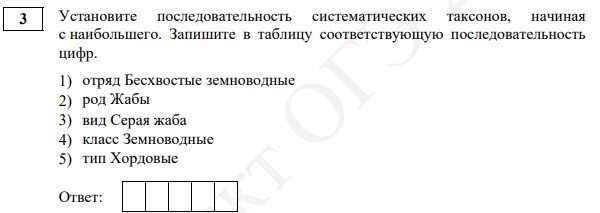 3
Установите последовательность систематических таксонов, начиная
с наибольшего. Запишите в таблицу соответствующую последовательность
цифр.
1) отряд Бесхвостые земноводные
2) род Жабы
3) вид Серая жаба
4) класс Земноводные
5) тип Хордовые
Ответ: